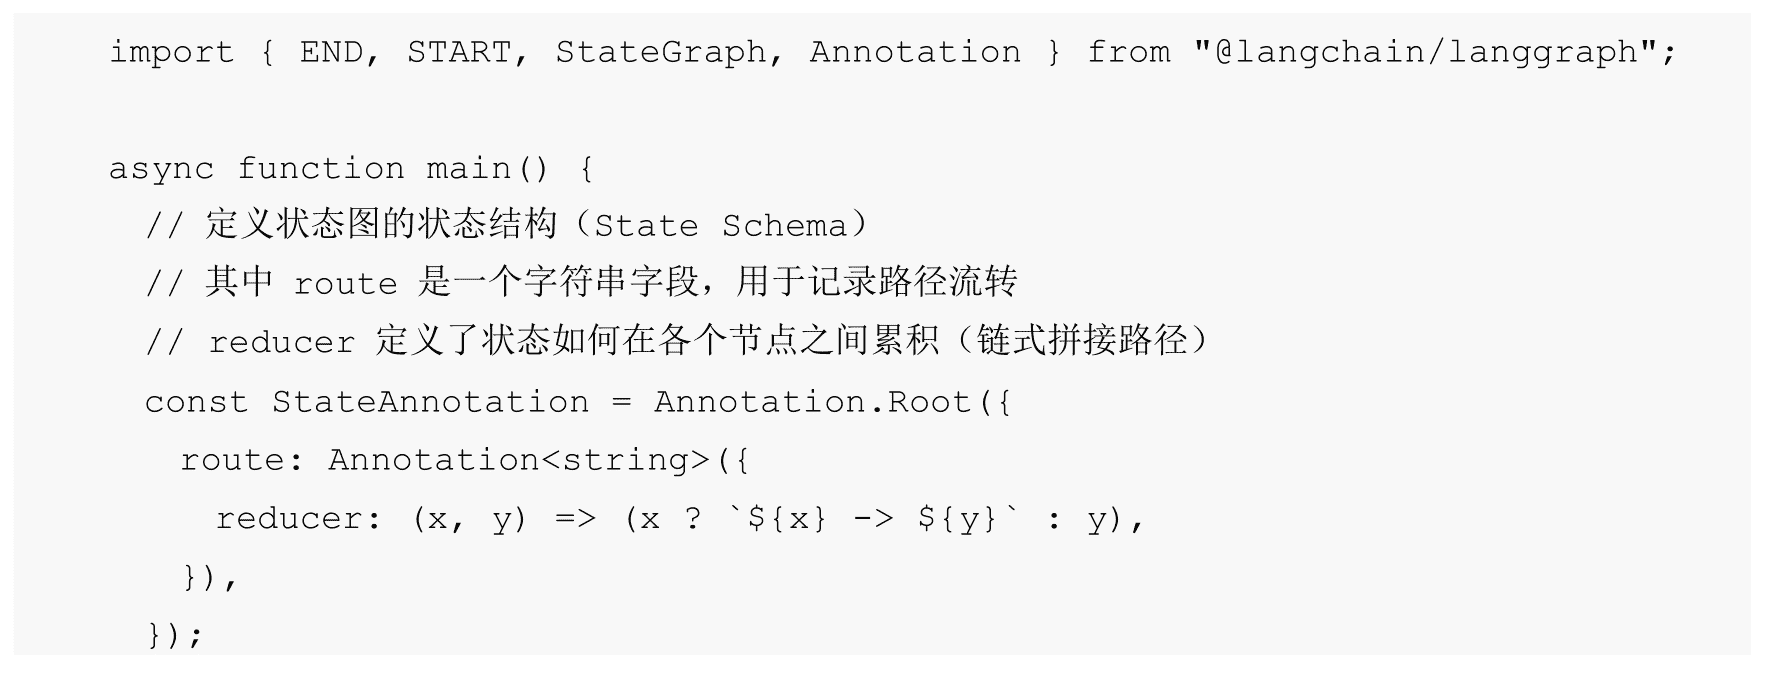 import { END, START, StateGraph, Annotation } from "@langchain/langgraph";
async function main() {
// 定义状态图的状态结构（State Schema）
// 其中 route 是一个字符串字段，用于记录路径流转
// reducer 定义了状态如何在各个节点之间累积（链式拼接路径）
const StateAnnotation = Annotation.Root({
route: Annotation<string>({
reducer: (x, y) => (x ? `${x} -> ${y}` : y),
}),
});